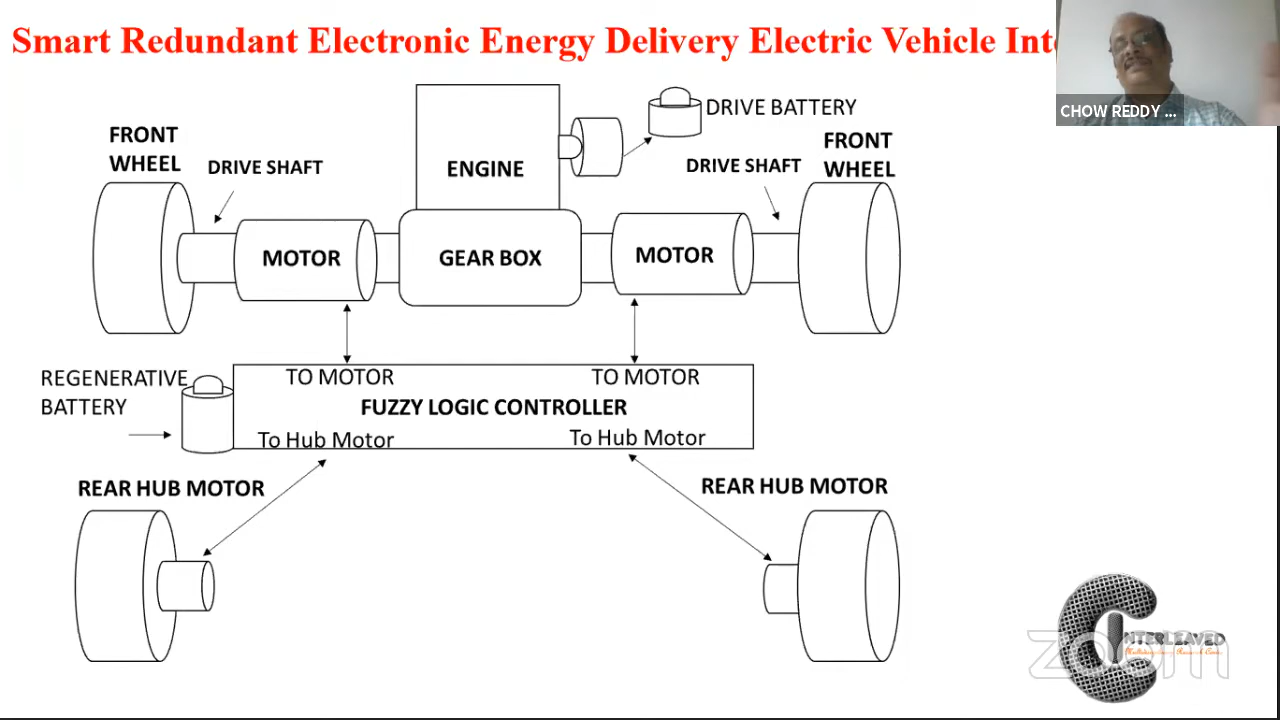 Smart Redundant Electronic Energy Delivery Electric Vehicle
CHOW REDDY ...
DRIVE BATTERY
FRONT
WHEEL
DRIVE SHAFT
ENGINE
DRIVE SHAFT
FRONT
WHEEL
MOTOR
GEAR BOX
MOTOR
REGENERATIVE
BATTERY
TO MOTOR
TO MOTOR
FUZZY LOGIC CONTROLLER
To Hub Motor
To Hub Motor
REAR HUB MOTOR
REAR HUB MOTOR
INTERLEAVED
zoom